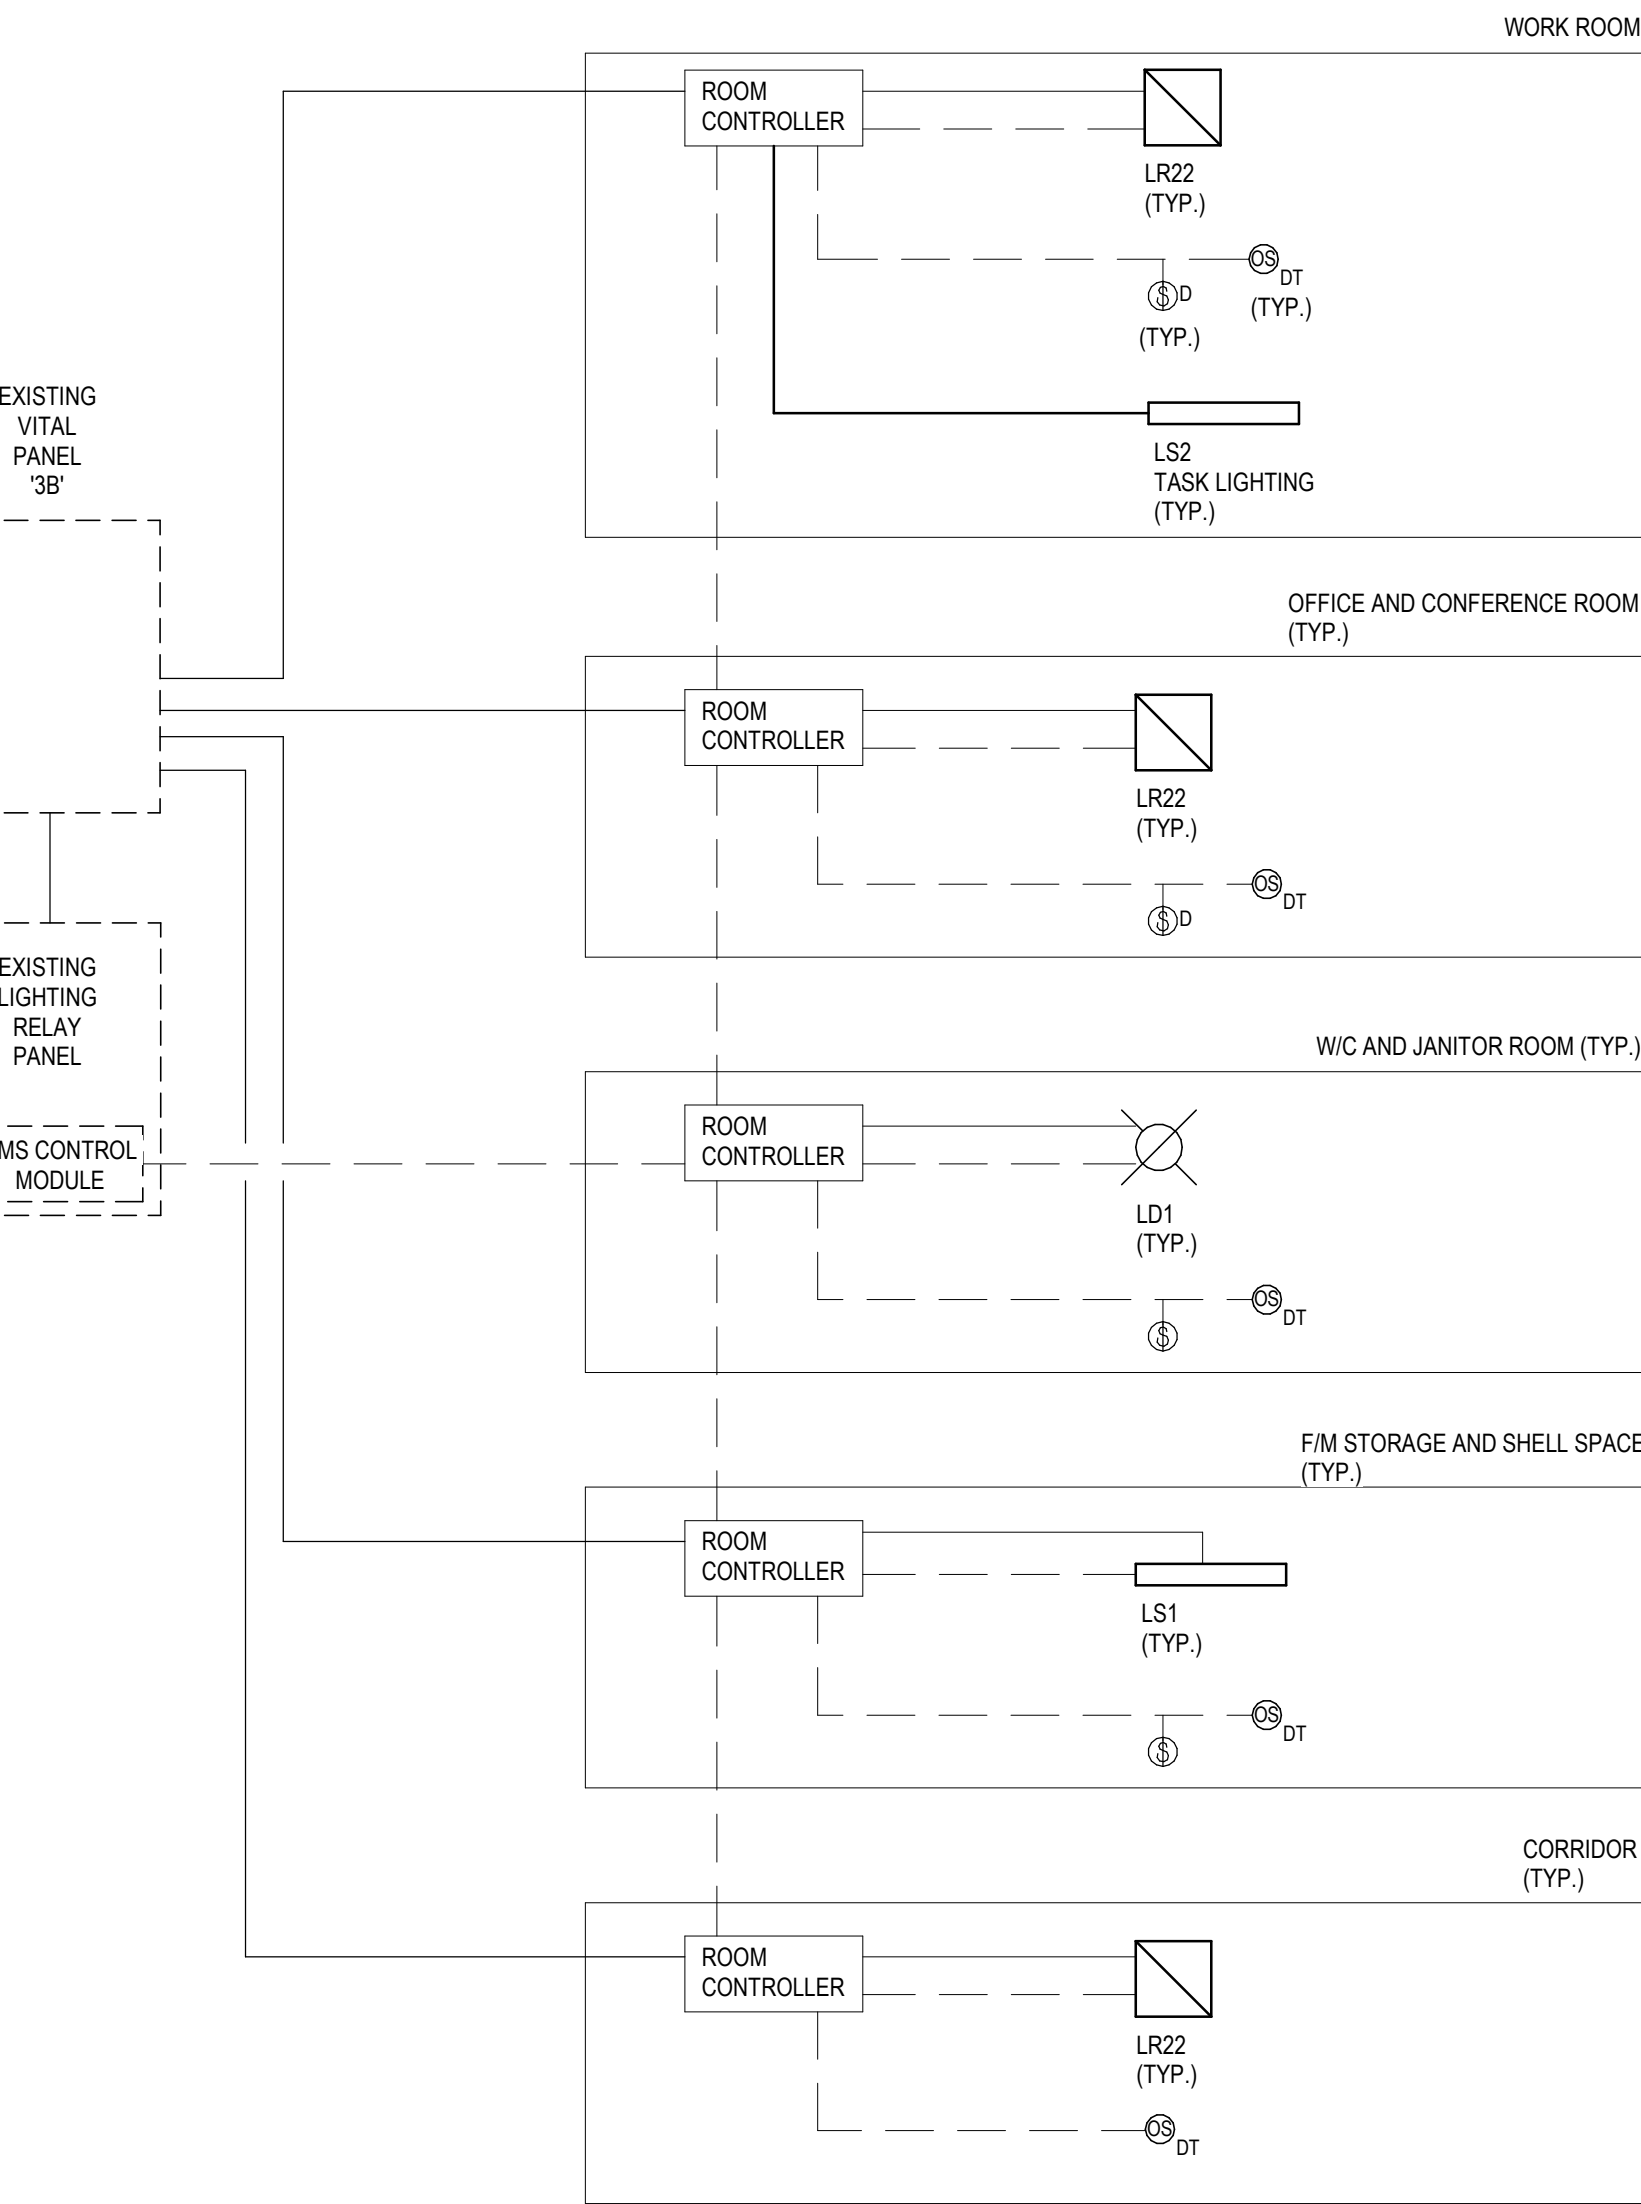 WORK ROOM
ROOM
CONTROLLER
LR22
(TYP.)
OS
DT
(TYP.)
$ D
(TYP.)
LS2
TASK LIGHTING
(TYP.)
EXISTING
VITAL
PANEL
'3B'
OFFICE AND CONFERENCE ROOM
(TYP.)
ROOM
CONTROLLER
LR22
(TYP.)
OS
DT
$ D
EXISTING
LIGHTING
RELAY
PANEL
MS CONTROL
MODULE
W/C AND JANITOR ROOM (TYP.)
ROOM
CONTROLLER
LD1
(TYP.)
OS
DT
$
F/M STORAGE AND SHELL SPACE
(TYP.)
ROOM
CONTROLLER
LS1
(TYP.)
OS
DT
$
CORRIDOR
(TYP.)
ROOM
CONTROLLER
LR22
(TYP.)
OS
DT